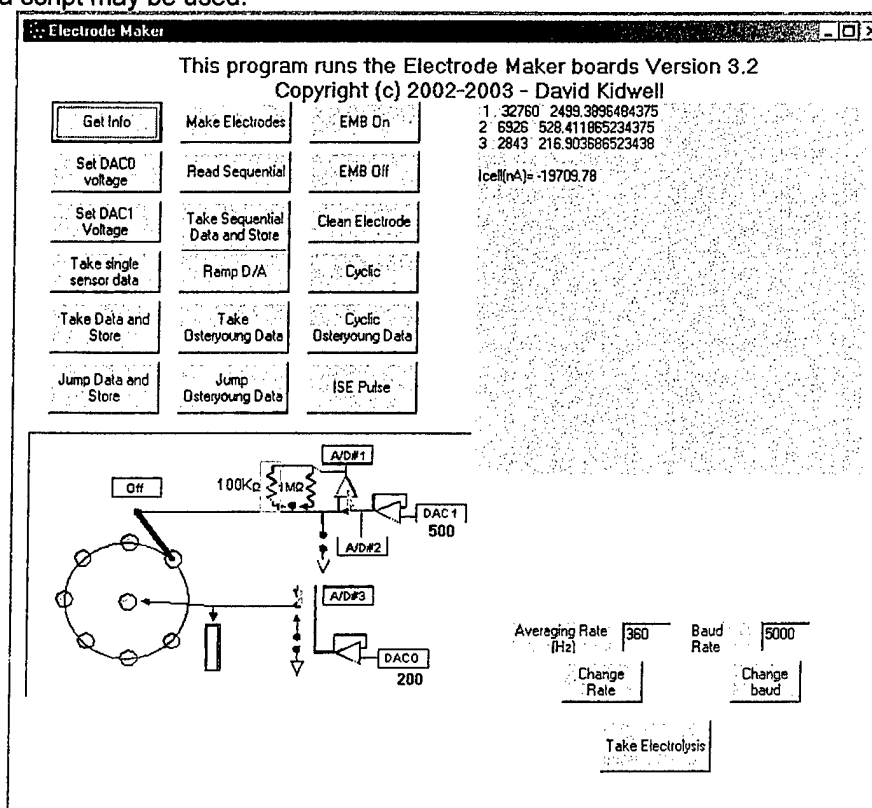 a script may be used.
Electrode Maker
This program runs the Electrode Maker boards Version 3.2
Copyright (c) 2002-2003 - David Kidwell
Get Info
Make Electrodes
EMB On
Set DAC0
voltage
Read Sequential
EMB Off
Set DAC1
Voltage
Take Sequential
Data and Store
Clean Electrode
Take single
sensor data
Ramp D/A
Cyclic
Take Data and
Store
Take
Osteryoung Data
Cyclic
Osteryoung Data
Jump Data and
Store
Jump
Osteryoung Data
ISE Pulse
1 32760 2499.3896484375
2 6926 528.411865234375
3 2843 216.903686523438
Icell(nA)= -19709.78
Off
100KΩ
1MΩ
A/D#1
DAC1
500
A/D#2
A/D#3
DAC0
200
Averaging Rate
(Hz)
360
Baud
Rate
5000
Change
Rate
Change
baud
Take Electrolysis